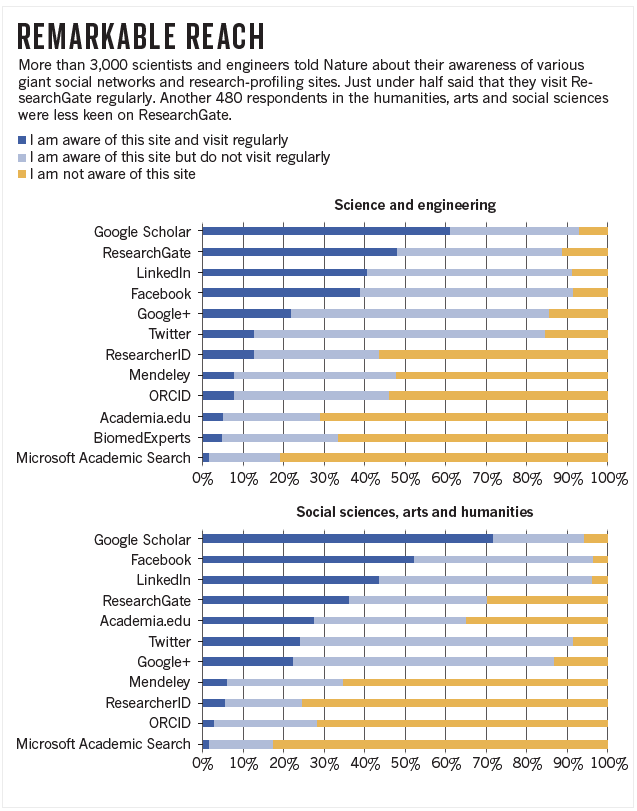 REMARKABLE REACH
More than 3,000 scientists and engineers told Nature about their awareness of various
giant social networks and research-profiling sites. Just under half said that they visit Re-
searchGate regularly. Another 480 respondents in the humanities, arts and social sciences
were less keen on ResearchGate.
I am aware of this site and visit regularly
I am aware of this site but do not visit regularly
I am not aware of this site
Science and engineering
Google Scholar
ResearchGate
LinkedIn
Facebook
Google+
Twitter
ResearcherID
Mendeley
ORCID
Academia.edu
BiomedExperts
Microsoft Academic Search
0% 10% 20% 30% 40% 50% 60% 70% 80% 90% 100%
Social sciences, arts and humanities
Google Scholar
Facebook
LinkedIn
ResearchGate
Academia.edu
Twitter
Google+
Mendeley
ResearcherID
ORCID
Microsoft Academic Search
0% 10% 20% 30% 40% 50% 60% 70% 80% 90% 100%